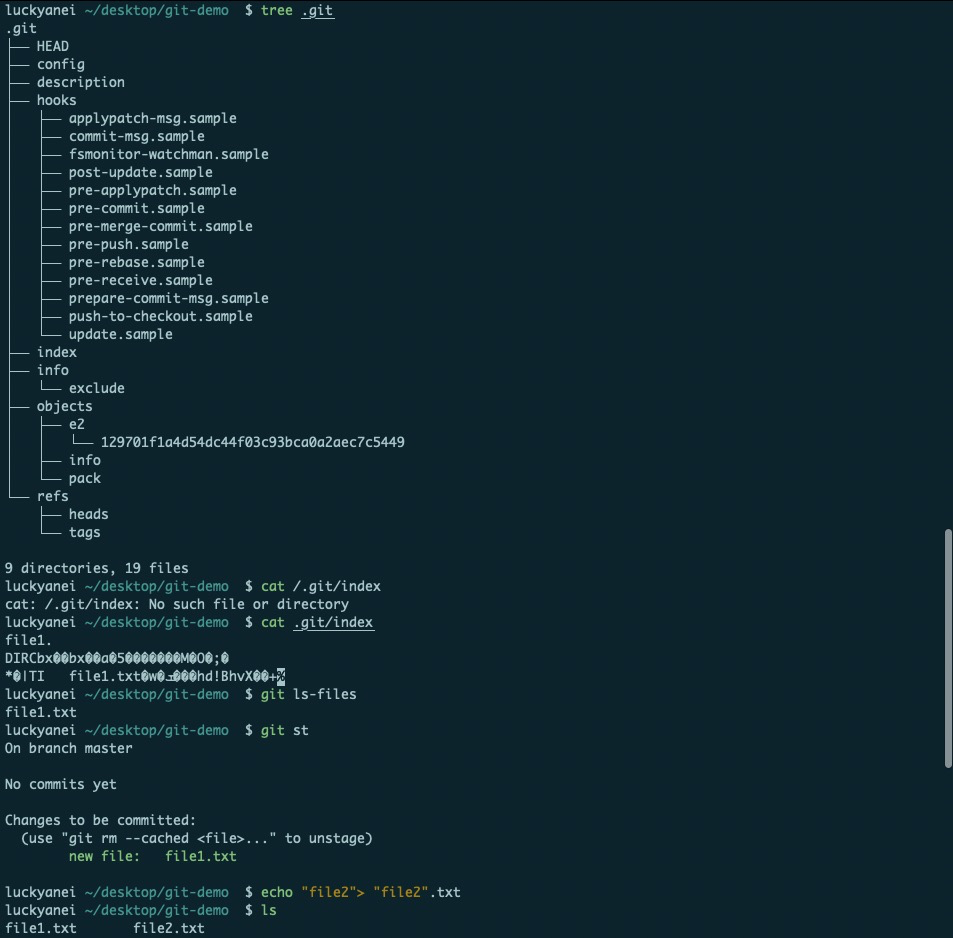 luckyanei ~/desktop/git-demo $ tree .git
.git
├── HEAD
├── config
├── description
├── hooks
│   ├── applypatch-msg.sample
│   ├── commit-msg.sample
│   ├── fsmonitor-watchman.sample
│   ├── post-update.sample
│   ├── pre-applypatch.sample
│   ├── pre-commit.sample
│   ├── pre-merge-commit.sample
│   ├── pre-push.sample
│   ├── pre-rebase.sample
│   ├── pre-receive.sample
│   ├── prepare-commit-msg.sample
│   ├── push-to-checkout.sample
│   └── update.sample
├── index
├── info
│   └── exclude
├── objects
│   ├── e2
│   │   └── 129701f1a4d54dc44f03c93bca0a2aec7c5449
│   ├── info
│   └── pack
└── refs
    ├── heads
    └── tags
9 directories, 19 files
luckyanei ~/desktop/git-demo $ cat /.git/index
cat: /.git/index: No such file or directory
luckyanei ~/desktop/git-demo $ cat .git/index
file1.
DIRCbx��bx��a�5�������M�O�;�
*�|TI   file1.txt�w����hd!BhvX��+%
luckyanei ~/desktop/git-demo $ git ls-files
file1.txt
luckyanei ~/desktop/git-demo $ git st
On branch master
No commits yet
Changes to be committed:
  (use "git rm --cached <file>..." to unstage)
        new file:   file1.txt
luckyanei ~/desktop/git-demo $ echo "file2"> "file2".txt
luckyanei ~/desktop/git-demo $ ls
file1.txt       file2.txt